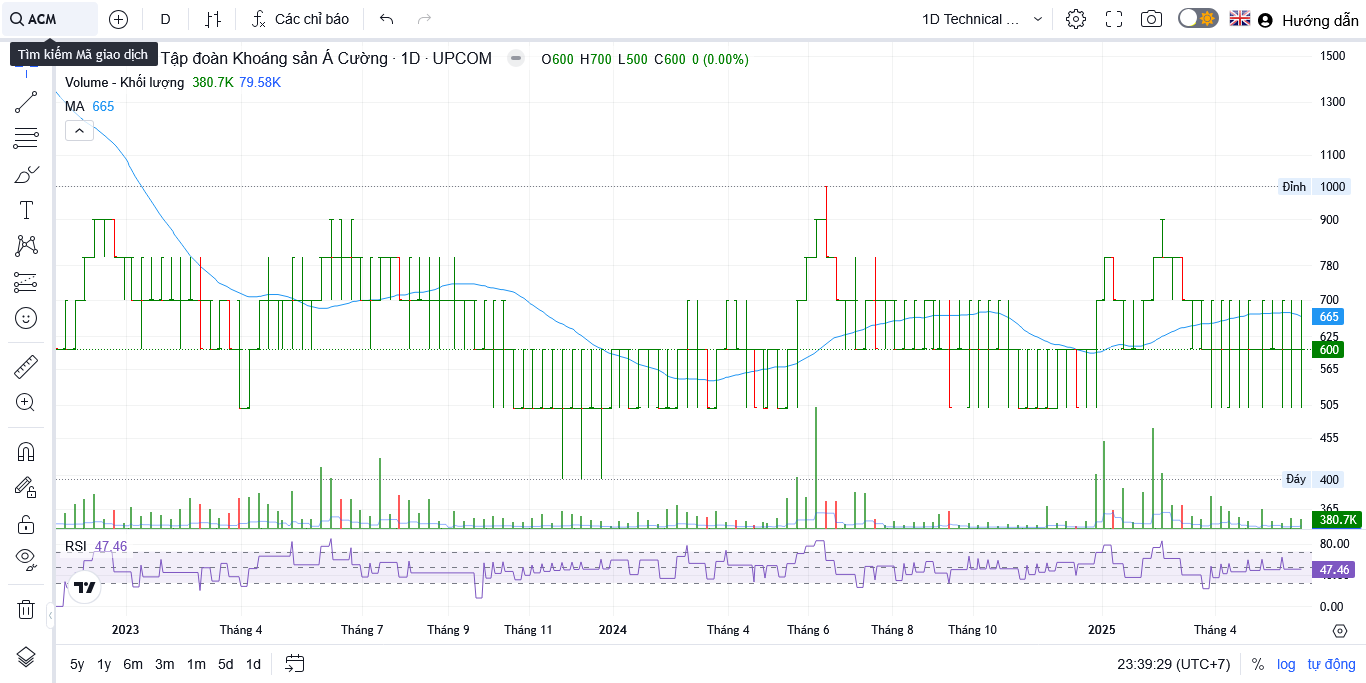 ACM
D
Các chỉ báo
1D Technical ...
Hướng dẫn
Tìm kiếm Mã giao dịch
Tập đoàn Khoáng sản Á Cường · 1D · UPCOM
O600 H700 L500 C600 0 (0.00%)
Volume - Khối lượng 380.7K 79.58K
MA 665
1500
1300
1100
Đỉnh 1000
900
780
700
665
625
600
565
505
455
Đáy 400
365
380.7K
RSI 47.46
80.00
47.46
0.00
2023 Tháng 4 Tháng 7 Tháng 9 Tháng 11 2024 Tháng 4 Tháng 6 Tháng 8 Tháng 10 2025 Tháng 4
5y 1y 6m 3m 1m 5d 1d
23:39:29 (UTC+7) % log tự động